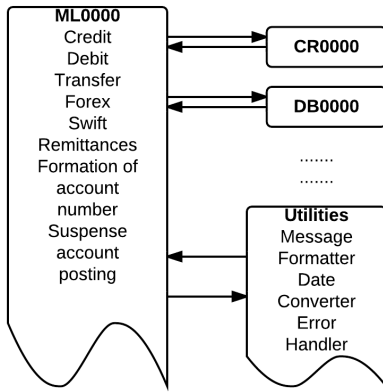 ML0000
Credit
Debit
Transfer
Forex
Swift
Remittances
Formation of
account
number
Suspense
account
posting
CR0000
DB0000
.......
.......
Utilities
Message
Formatter
Date
Converter
Error
Handler